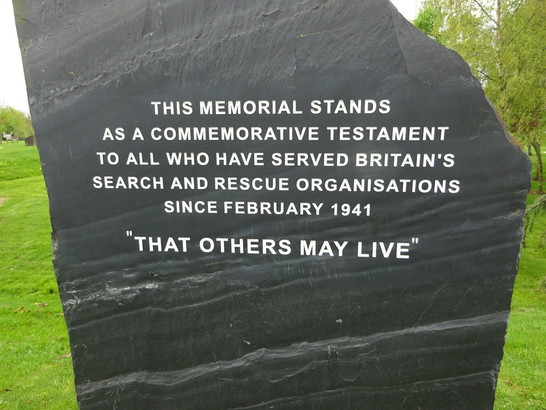 THIS MEMORIAL STANDS
AS A COMMEMORATIVE TESTAMENT
TO ALL WHO HAVE SERVED BRITAIN'S
SEARCH AND RESCUE ORGANISATIONS
SINCE FEBRUARY 1941
"THAT OTHERS MAY LIVE"